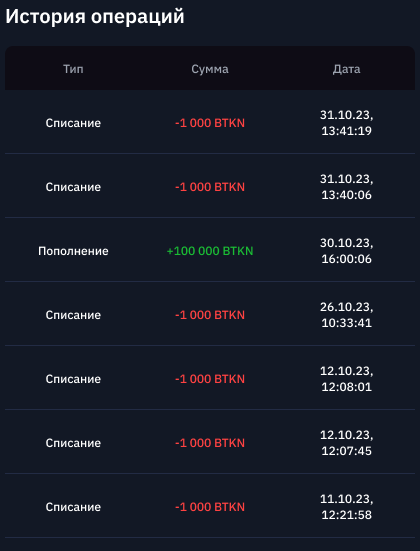 История операций
Тип Сумма Дата
31.10.23,
Списание -1 000 BTKN
13:41:19
31.10.23,
Списание -1 000 BTKN
13:40:06
30.10.23,
Пополнение +100 000 BTKN
16:00:06
26.10.23,
Списание -1 000 BTKN
10:33:41
12.10.23,
Списание -1 000 BTKN
12:08:01
12.10.23,
Списание -1 000 BTKN
12:07:45
11.10.23,
Списание -1 000 BTKN
12:21:58